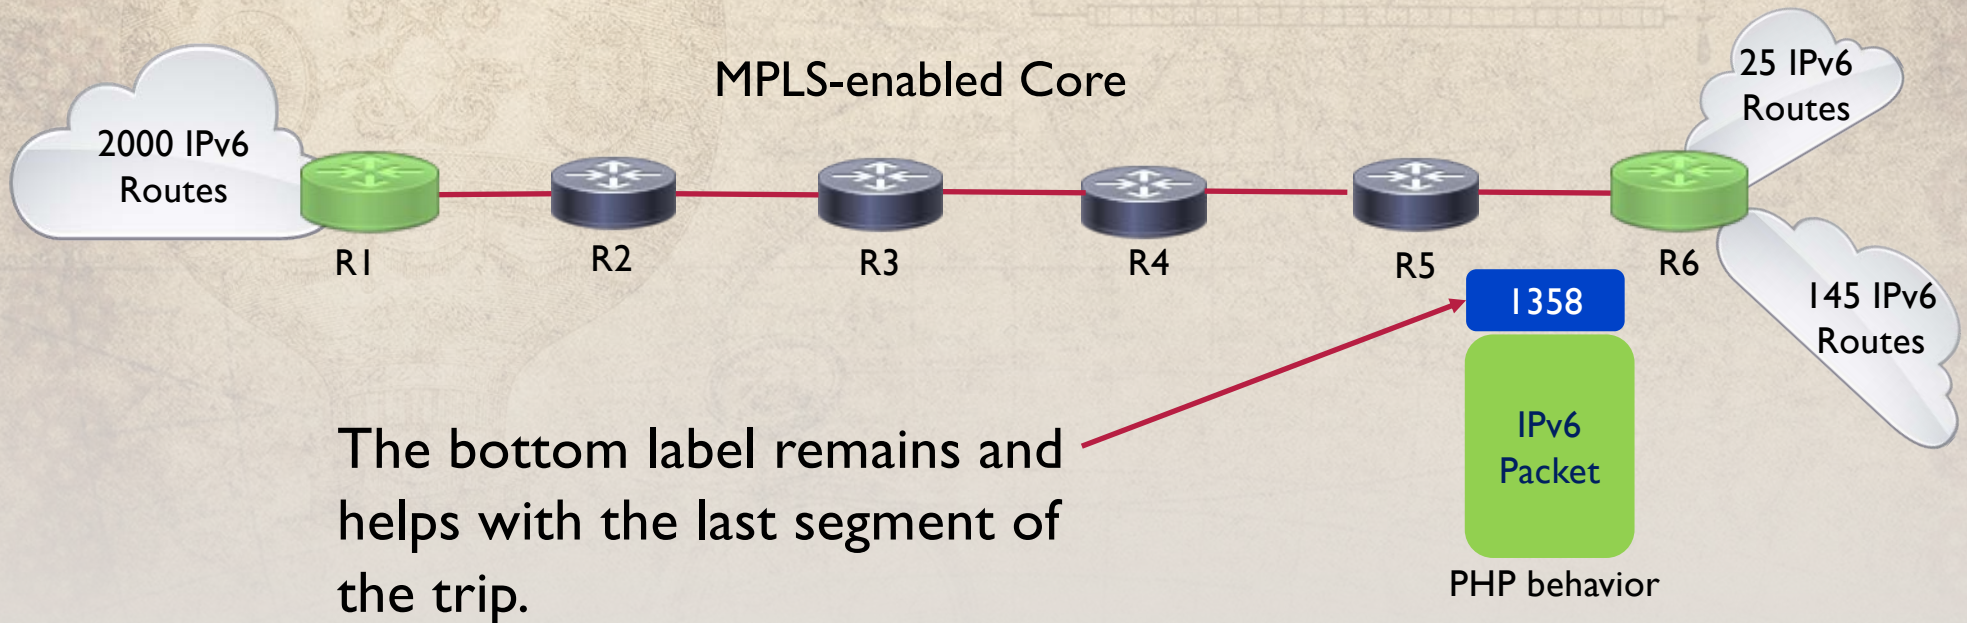 MPLS-enabled Core
2000 IPv6
Routes
25 IPv6
Routes
R1
R2
R3
R4
R5
R6
1358
145 IPv6
Routes
The bottom label remains and
helps with the last segment of
the trip.
IPv6
Packet
PHP behavior